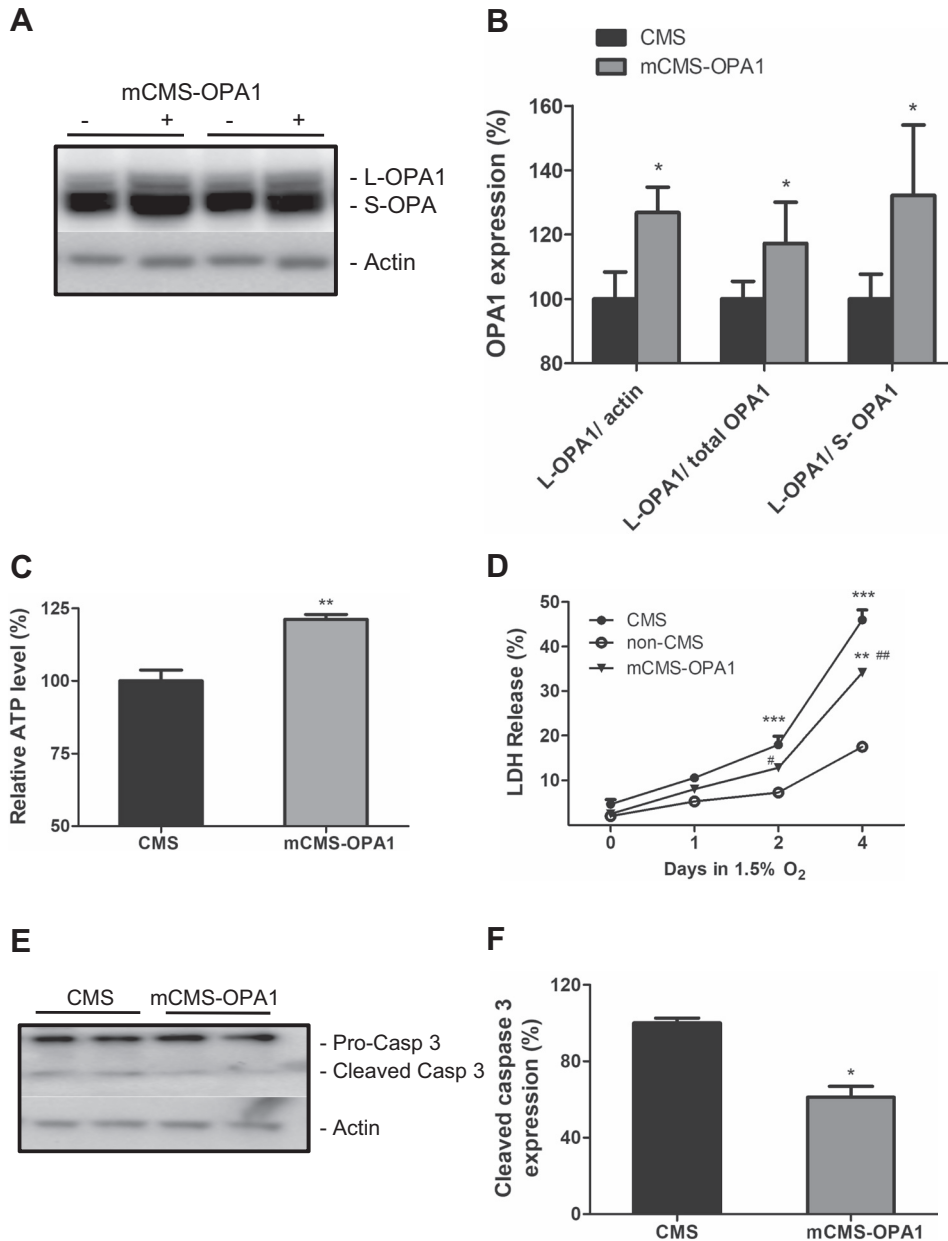 A
mCMS-OPA1
- + - +
- L-OPA1
- S-OPA
- Actin
B
CMS
mCMS-OPA1
OPA1 expression (%)
160
140
120
100
80
* * *
L-OPA1/ actin
L-OPA1/ total OPA1
L-OPA1/ S- OPA1
C
Relative ATP level (%)
125
100
75
50
**
CMS mCMS-OPA1
D
CMS
non-CMS
mCMS-OPA1
LDH Release (%)
50
40
30
20
10
***
** ##
***
#
0 1 2 4
Days in 1.5% O₂
E
CMS mCMS-OPA1
- Pro-Casp 3
- Cleaved Casp 3
- Actin
F
Cleaved caspase 3
expression (%)
120
80
40
0
*
CMS mCMS-OPA1